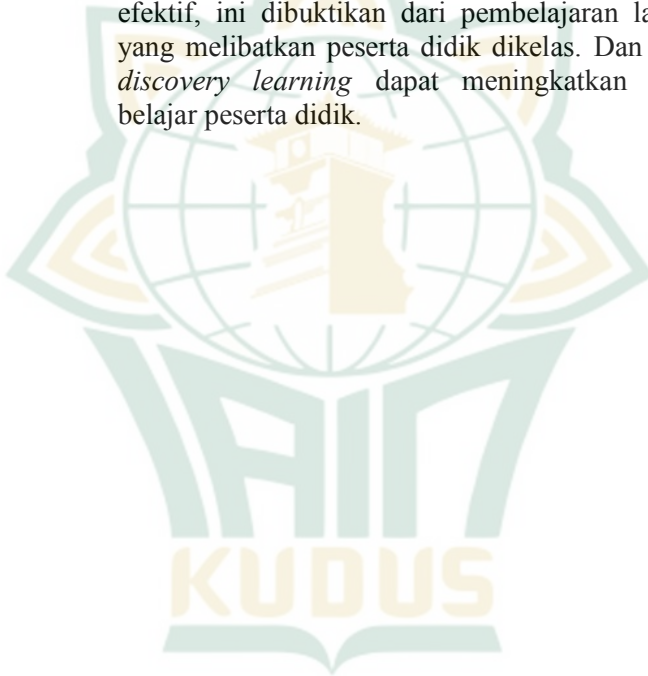 efektif, ini dibuktikan dari pembelajaran
yang melibatkan peserta didik dikelas. Dan
discovery learning dapat meningkatkan
belajar peserta didik.
IAIN
KUDUS